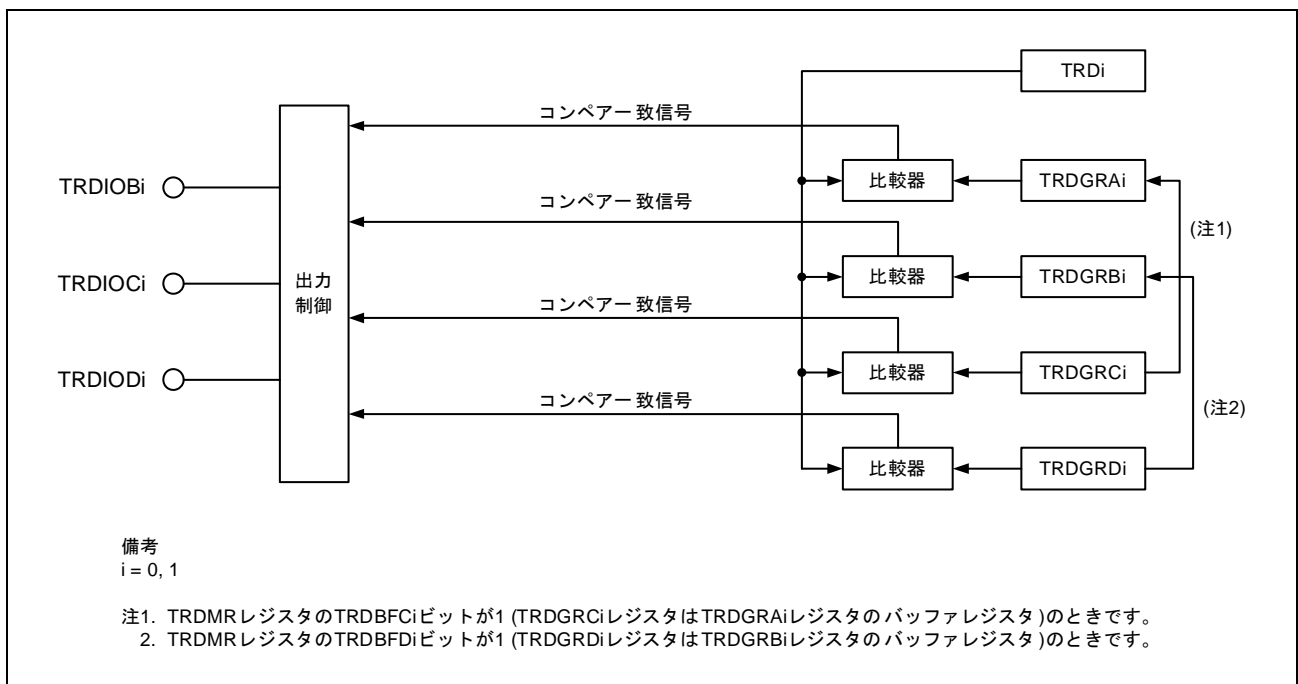 TRDi
コンペアー致信号
TRDIOBi
比較器
TRDGRAi
コンペアー致信号
(注1)
TRDIOCi
出力
制御
比較器
TRDGRBi
コンペアー致信号
TRDIODi
比較器
TRDGRCi
コンペアー致信号
(注2)
比較器
TRDGRDi
備考
i = 0, 1
注1. TRDMRレジスタのTRDBFCiビットが1 (TRDGRCiレジスタはTRDGRAiレジスタのバッファレジスタ)のときです。
2. TRDMRレジスタのTRDBFDiビットが1 (TRDGRDiレジスタはTRDGRBiレジスタのバッファレジスタ)のときです。